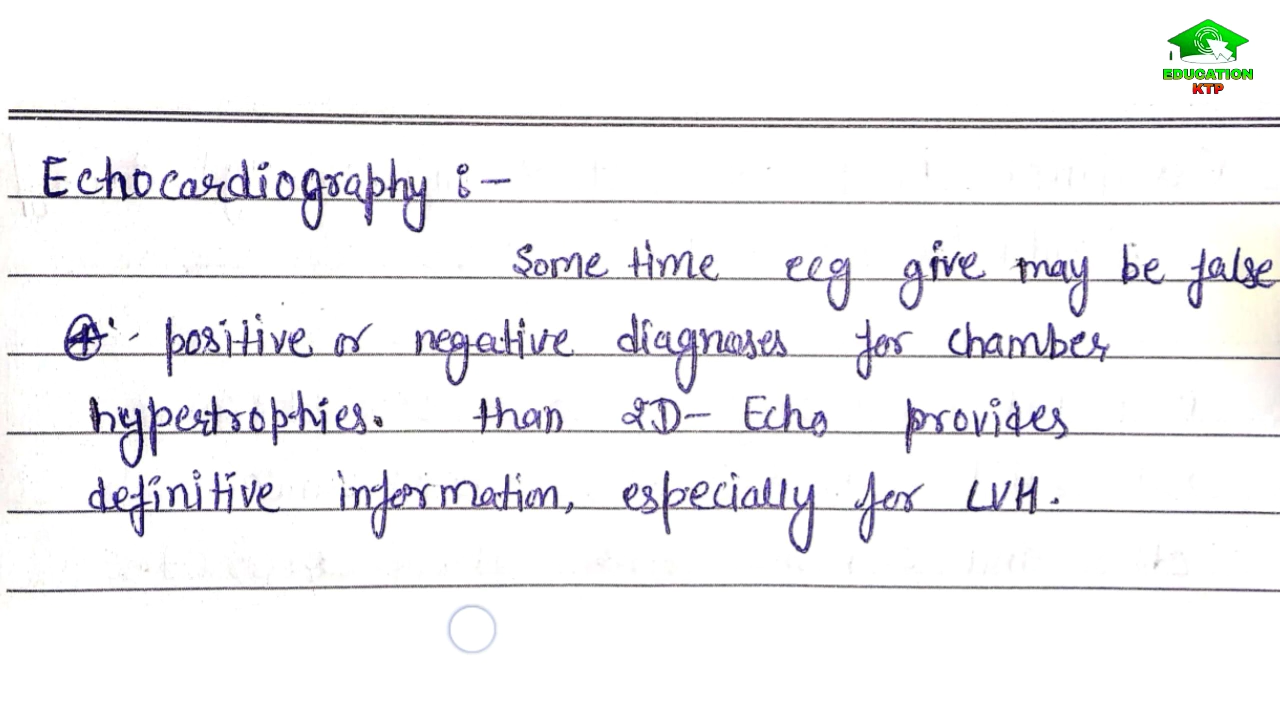 EDUCATION
KTP
Echocardiography :-
Some time ecg give may be false
positive or negative diagnoses for chamber
hypertrophies. than 2D- Echo provides
definitive information, especially for LVH.